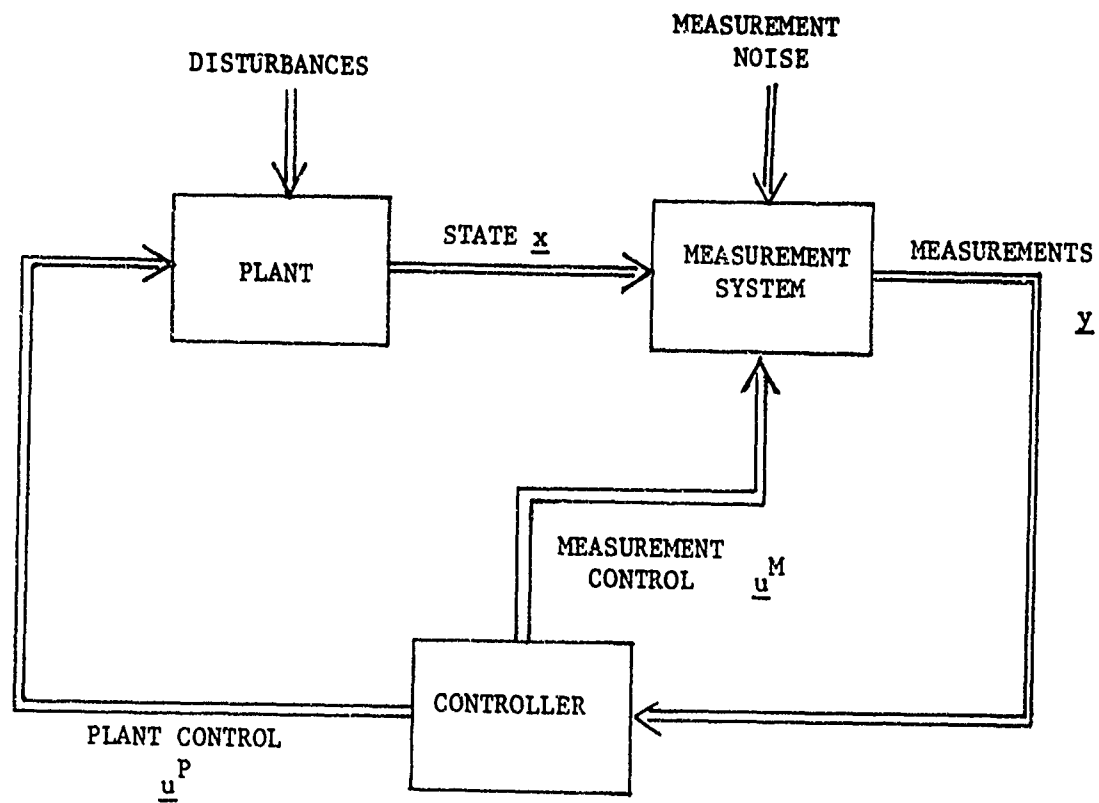 MEASUREMENT
NOISE
DISTURBANCES
STATE x
MEASUREMENTS
PLANT
MEASUREMENT
SYSTEM
y
MEASUREMENT
CONTROL u^M
CONTROLLER
PLANT CONTROL
u^P